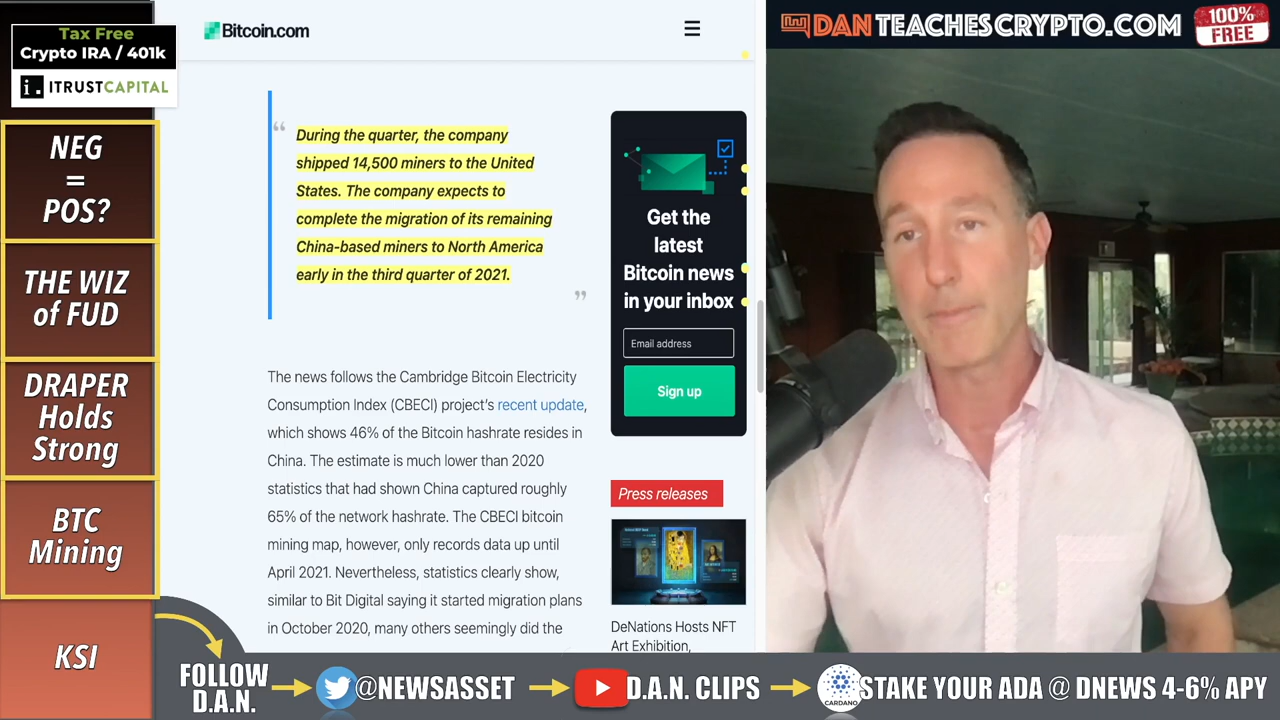 Tax Free
Crypto IRA / 401k
i. ITRUSTCAPITAL
NEG
=
POS?
THE WIZ
of FUD
DRAPER
Holds
Strong
BTC
Mining
KSI
Bitcoin.com
“
During the quarter, the company
shipped 14,500 miners to the United
States. The company expects to
complete the migration of its remaining
China-based miners to North America
early in the third quarter of 2021.
”
The news follows the Cambridge Bitcoin Electricity
Consumption Index (CBECI) project's recent update,
which shows 46% of the Bitcoin hashrate resides in
China. The estimate is much lower than 2020
statistics that had shown China captured roughly
65% of the network hashrate. The CBECI bitcoin
mining map, however, only records data up until
April 2021. Nevertheless, statistics clearly show,
similar to Bit Digital saying it started migration plans
in October 2020, many others seemingly did the
Get the
latest
Bitcoin news
in your inbox
Email address
Sign up
Press releases
DeNations Hosts NFT
Art Exhibition,
DANTEACHESCRYPTO.COM
100%
FREE
FOLLOW
D.A.N.
@NEWSASSET
D.A.N. CLIPS
CARDANO
STAKE YOUR ADA @ DNEWS 4-6% APY